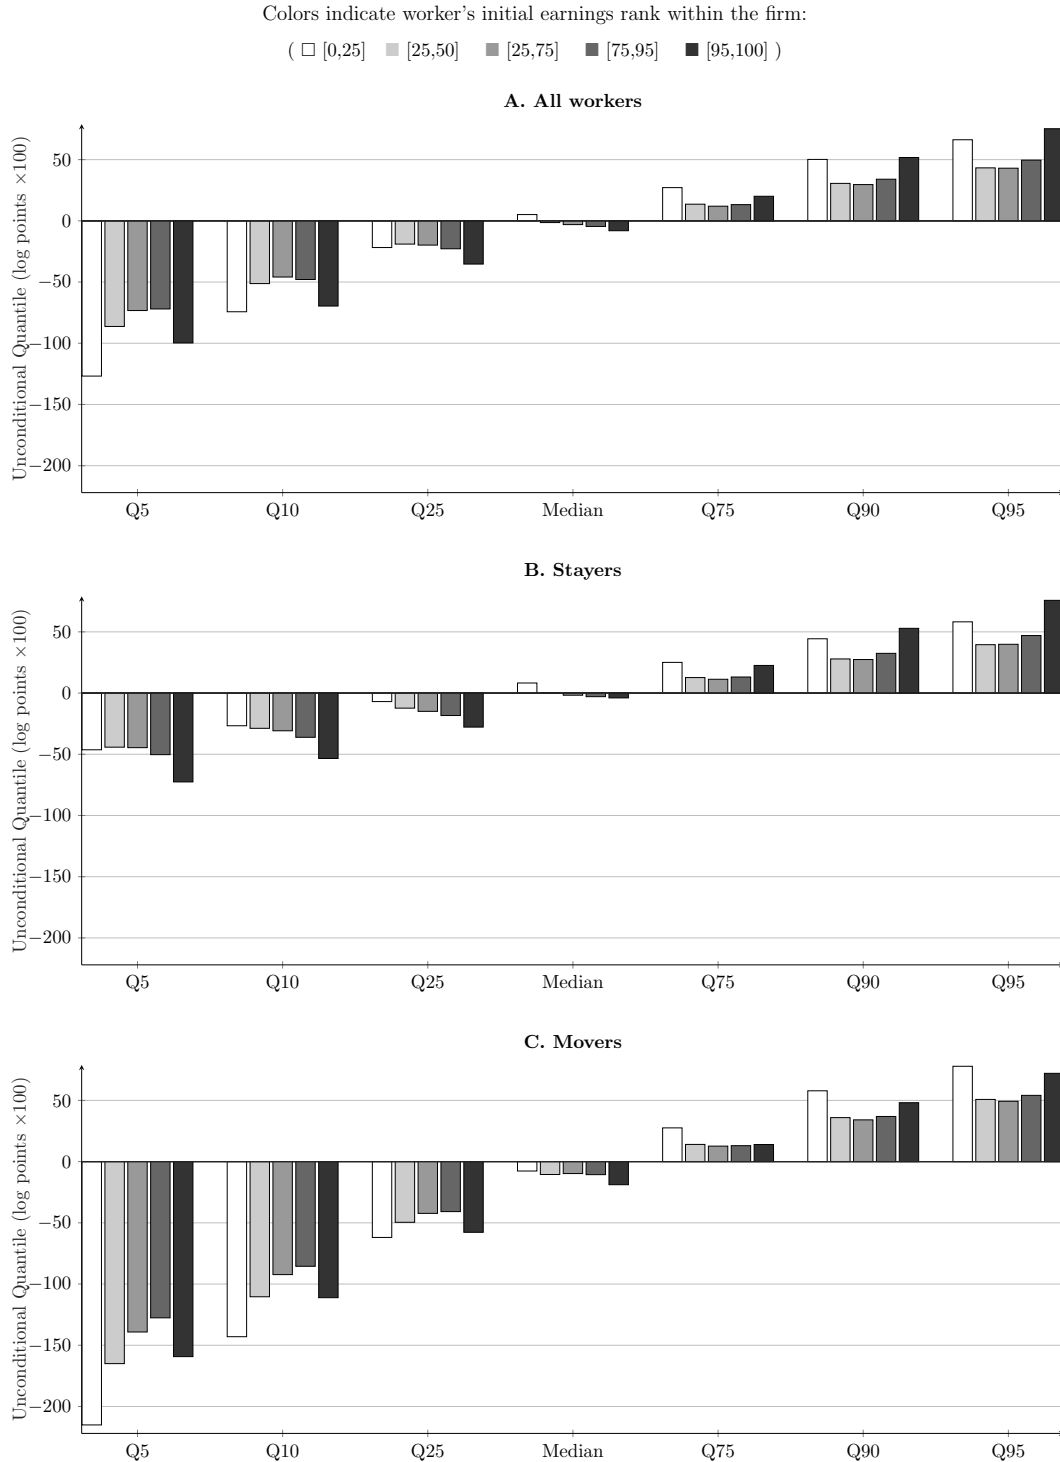 Colors indicate worker's initial earnings rank within the firm:
( [0,25] [25,50] [25,75] [75,95] [95,100] )
A. All workers
Unconditional Quantile (log points ×100)
50
0
−50
−100
−150
−200
Q5 Q10 Q25 Median Q75 Q90 Q95
B. Stayers
Unconditional Quantile (log points ×100)
50
0
−50
−100
−150
−200
Q5 Q10 Q25 Median Q75 Q90 Q95
C. Movers
Unconditional Quantile (log points ×100)
50
0
−50
−100
−150
−200
Q5 Q10 Q25 Median Q75 Q90 Q95